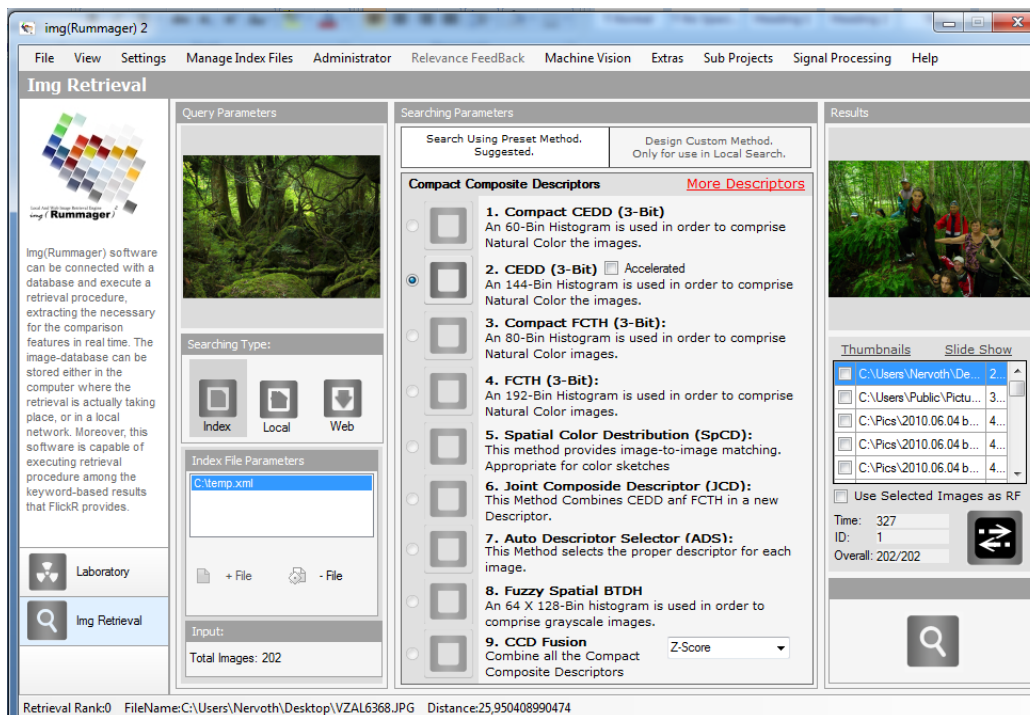 img(Rummager) 2
File View Settings Manage Index Files Administrator Relevance FeedBack Machine Vision Extras Sub Projects Signal Processing Help
Img Retrieval
Local And Web Image Retrieval Engine
img(Rummager) 2
Img(Rummager) software
can be connected with a
database and execute a
retrieval procedure,
extracting the necessary
for the comparison
features in real time. The
image-database can be
stored either in the
computer where the
retrieval is actually taking
place, or in a local
network. Moreover, this
software is capable of
executing retrieval
procedure among the
keyword-based results
that FlickR provides.
Laboratory
Img Retrieval
Query Parameters
Searching Type:
Index Local Web
Index File Parameters
C:\temp.xml
+ File - File
Input:
Total Images: 202
Searching Parameters
Search Using Preset Method.
Suggested.
Design Custom Method.
Only for use in Local Search.
Compact Composite Descriptors More Descriptors
1. Compact CEDD (3-Bit)
An 60-Bin Histogram is used in order to comprise
Natural Color the images.
2. CEDD (3-Bit) Accelerated
An 144-Bin Histogram is used in order to comprise
Natural Color the images.
3. Compact FCTH (3-Bit):
An 80-Bin Histogram is used in order to comprise
Natural Color images.
4. FCTH (3-Bit):
An 192-Bin Histogram is used in order to comprise
Natural Color images.
5. Spatial Color Destribution (SpCD):
This method provides image-to-image matching.
Appropriate for color sketches
6. Joint Composide Descriptor (JCD):
This Method Combines CEDD anf FCTH in a new
Descriptor.
7. Auto Descriptor Selector (ADS):
This Method selects the proper descriptor for each
image.
8. Fuzzy Spatial BTDH
An 64 X 128-Bin histogram is used in order to
comprise grayscale images.
9. CCD Fusion Z-Score
Combine all the Compact
Composite Descriptors
Results
Thumbnails Slide Show
C:\Users\Nervoth\De... 2...
C:\Users\Public\Pictu... 3...
C:\Pics\2010.06.04 b... 4...
C:\Pics\2010.06.04 b... 4...
C:\Pics\2010.06.04 b... 4...
Use Selected Images as RF
Time: 327
ID: 1
Overall: 202/202
Retrieval Rank:0 FileName:C:\Users\Nervoth\Desktop\VZAL6368.JPG Distance:25,950408990474